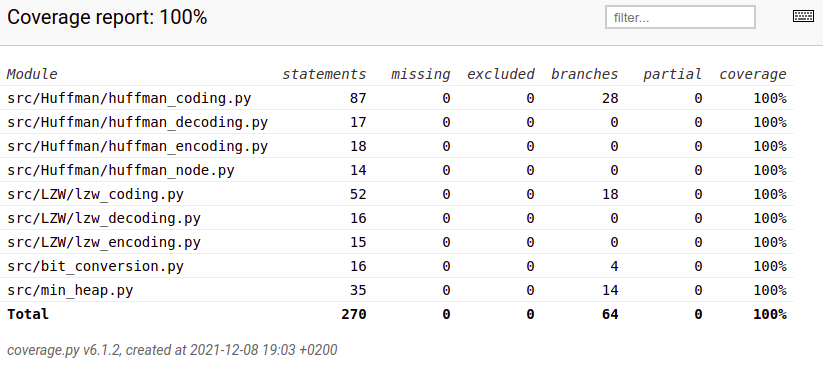 Coverage report: 100%
filter...
Module statements missing excluded branches partial coverage
src/Huffman/huffman_coding.py 87 0 0 28 0 100%
src/Huffman/huffman_decoding.py 17 0 0 0 0 100%
src/Huffman/huffman_encoding.py 18 0 0 0 0 100%
src/Huffman/huffman_node.py 14 0 0 0 0 100%
src/LZW/lzw_coding.py 52 0 0 18 0 100%
src/LZW/lzw_decoding.py 16 0 0 0 0 100%
src/LZW/lzw_encoding.py 15 0 0 0 0 100%
src/bit_conversion.py 16 0 0 4 0 100%
src/min_heap.py 35 0 0 14 0 100%
Total 270 0 0 64 0 100%
coverage.py v6.1.2, created at 2021-12-08 19:03 +0200